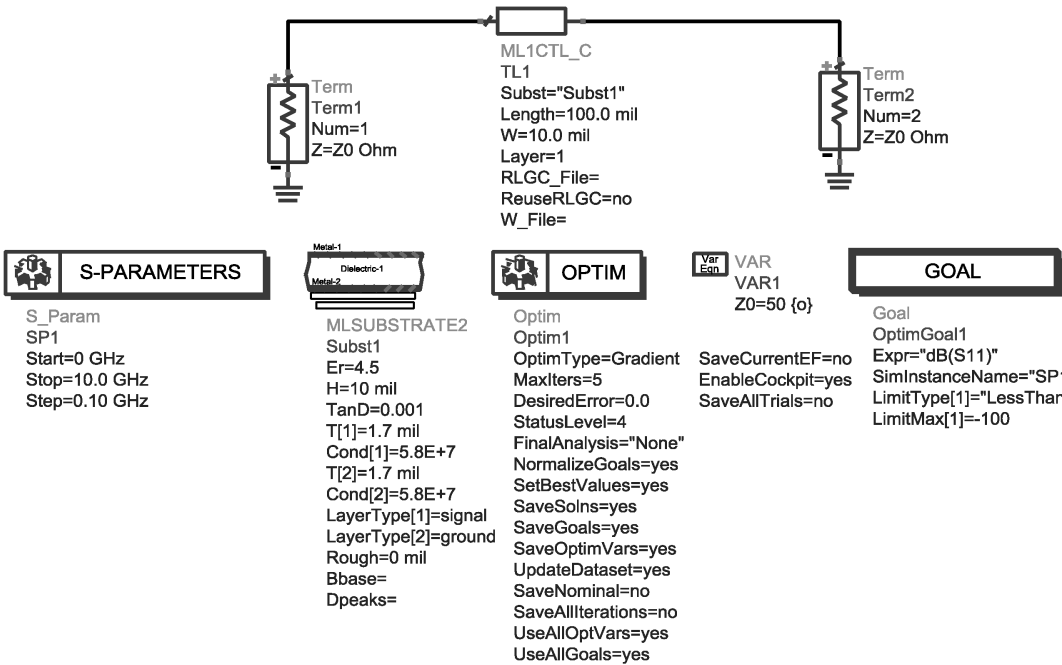 ML1CTL_C
TL1
Subst="Subst1"
Length=100.0 mil
W=10.0 mil
Layer=1
RLGC_File=
ReuseRLGC=no
W_File=
+
Term
Term1
Num=1
Z=Z0 Ohm
-
+
Term
Term2
Num=2
Z=Z0 Ohm
-
S-PARAMETERS
S_Param
SP1
Start=0 GHz
Stop=10.0 GHz
Step=0.10 GHz
Metal-1
Dielectric-1
Metal-2
MLSUBSTRATE2
Subst1
Er=4.5
H=10 mil
TanD=0.001
T[1]=1.7 mil
Cond[1]=5.8E+7
T[2]=1.7 mil
Cond[2]=5.8E+7
LayerType[1]=signal
LayerType[2]=ground
Rough=0 mil
Bbase=
Dpeaks=
OPTIM
Optim
Optim1
OptimType=Gradient
MaxIters=5
DesiredError=0.0
StatusLevel=4
FinalAnalysis="None"
NormalizeGoals=yes
SetBestValues=yes
SaveSolns=yes
SaveGoals=yes
SaveOptimVars=yes
UpdateDataset=yes
SaveNominal=no
SaveAllIterations=no
UseAllOptVars=yes
UseAllGoals=yes
SaveCurrentEF=no
EnableCockpit=yes
SaveAllTrials=no
Var
Eqn
VAR
VAR1
Z0=50 {o}
GOAL
Goal
OptimGoal1
Expr="dB(S11)"
SimInstanceName="SP1
LimitType[1]="LessThan
LimitMax[1]=-100